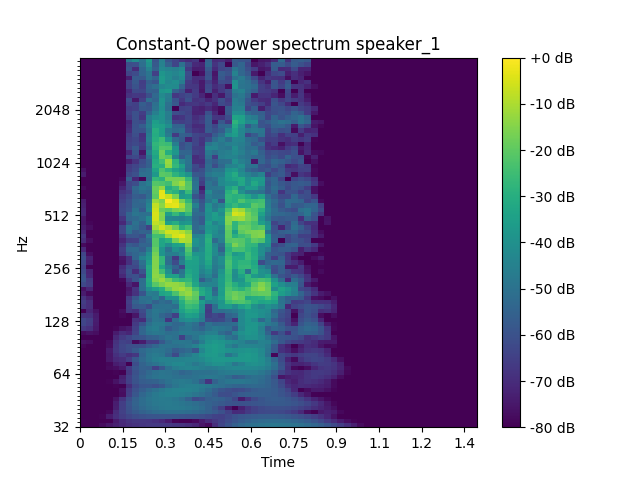 Constant-Q power spectrum speaker_1
Hz
2048
1024
512
256
128
64
32
0 0.15 0.3 0.45 0.6 0.75 0.9 1.1 1.2 1.4
Time
+0 dB
-10 dB
-20 dB
-30 dB
-40 dB
-50 dB
-60 dB
-70 dB
-80 dB